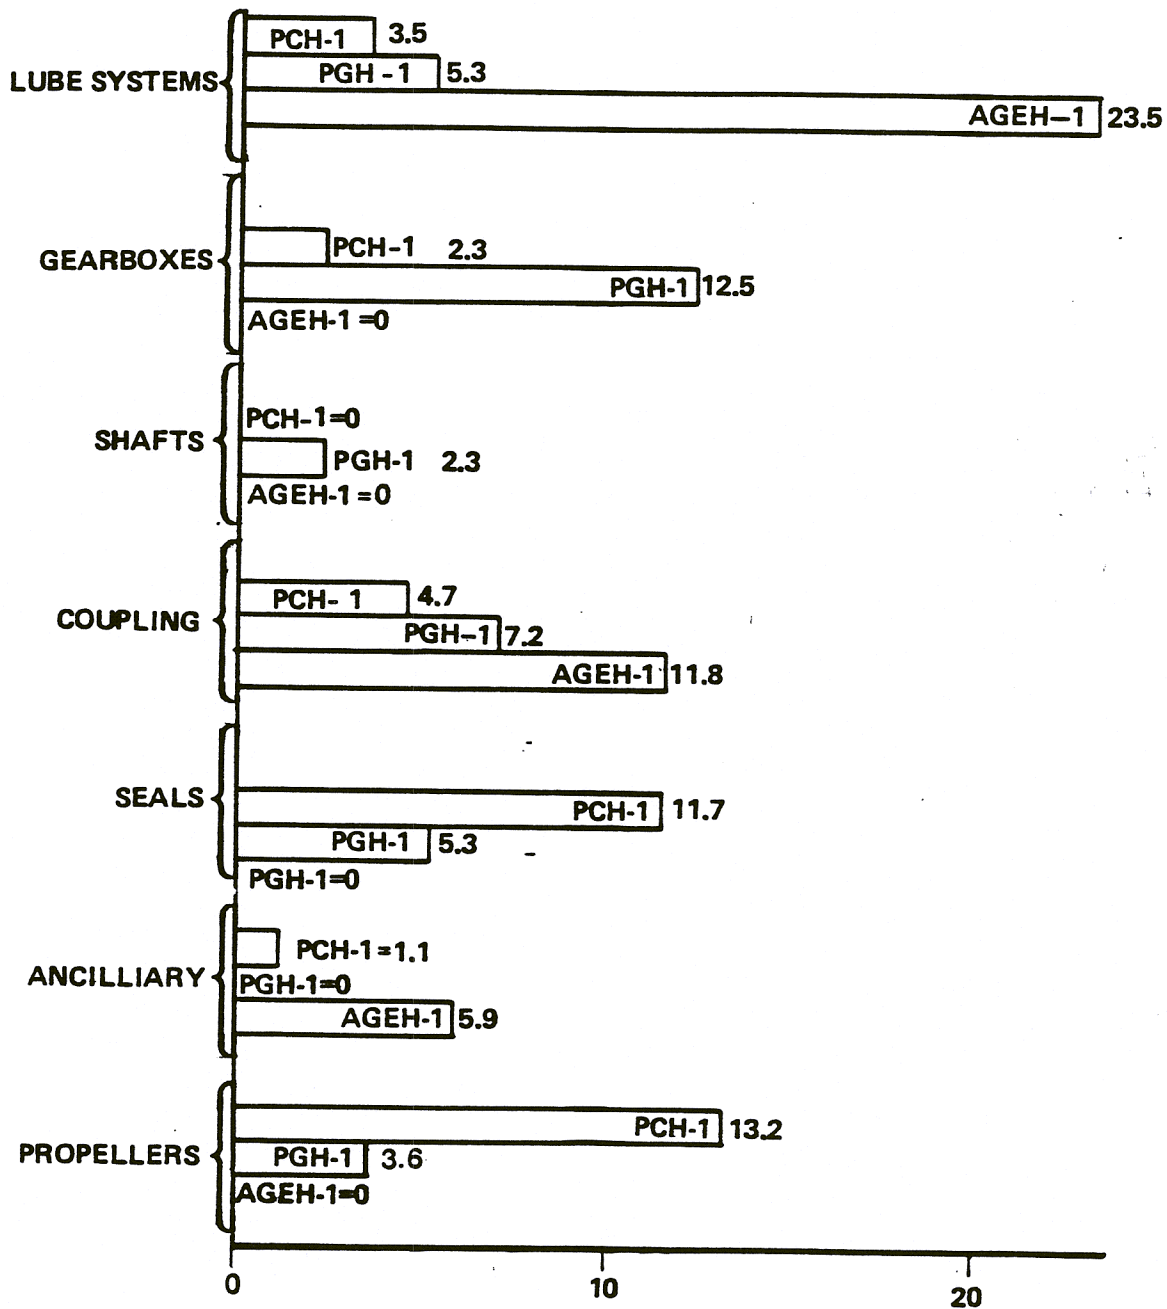 PCH-1 3.5
LUBE SYSTEMS PGH -1 5.3
AGEH-1 23.5
PCH-1 2.3
GEARBOXES
PGH-1 12.5
AGEH-1 =0
PCH-1=0
SHAFTS
PGH-1 2.3
AGEH-1 =0
PCH- 1 4.7
COUPLING
PGH-1 7.2
AGEH-1 11.8
SEALS
PCH-1 11.7
PGH-1 5.3
PGH-1=0
PCH-1=1.1
ANCILLIARY
PGH-1=0
AGEH-1 5.9
PCH-1 13.2
PROPELLERS PGH-1 3.6
AGEH-1=0
0 10 20